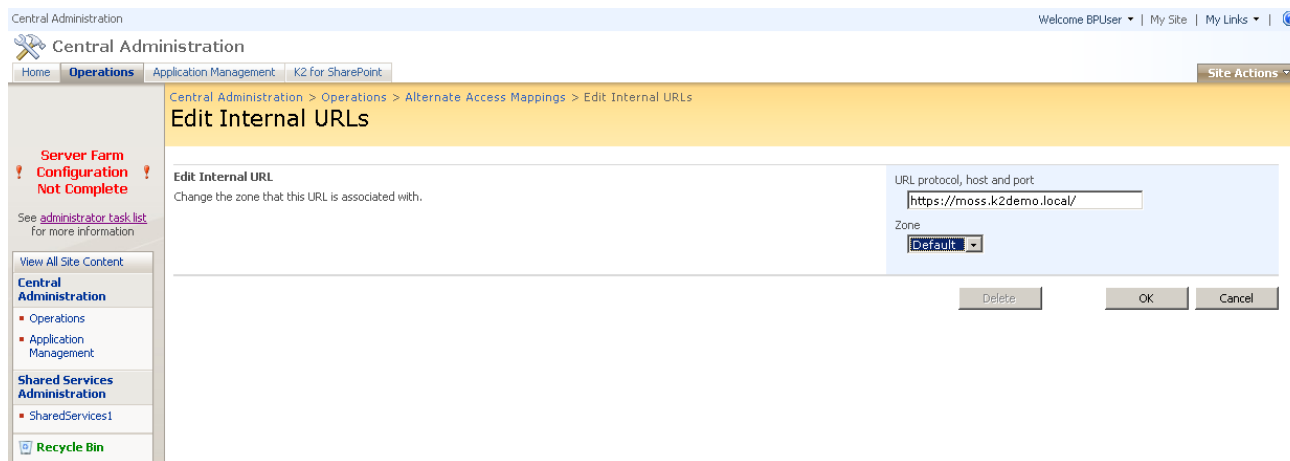 Central Administration
Welcome BPUser | My Site | My Links |
Central Administration
Home Operations Application Management K2 for SharePoint
Site Actions
Central Administration > Operations > Alternate Access Mappings > Edit Internal URLs
Edit Internal URLs
Server Farm
! Configuration !
Not Complete
See administrator task list
for more information
View All Site Content
Central
Administration
Operations
Application
Management
Shared Services
Administration
SharedServices1
Recycle Bin
Edit Internal URL
Change the zone that this URL is associated with.
URL protocol, host and port
https://moss.k2demo.local/
Zone
Default
Delete OK Cancel